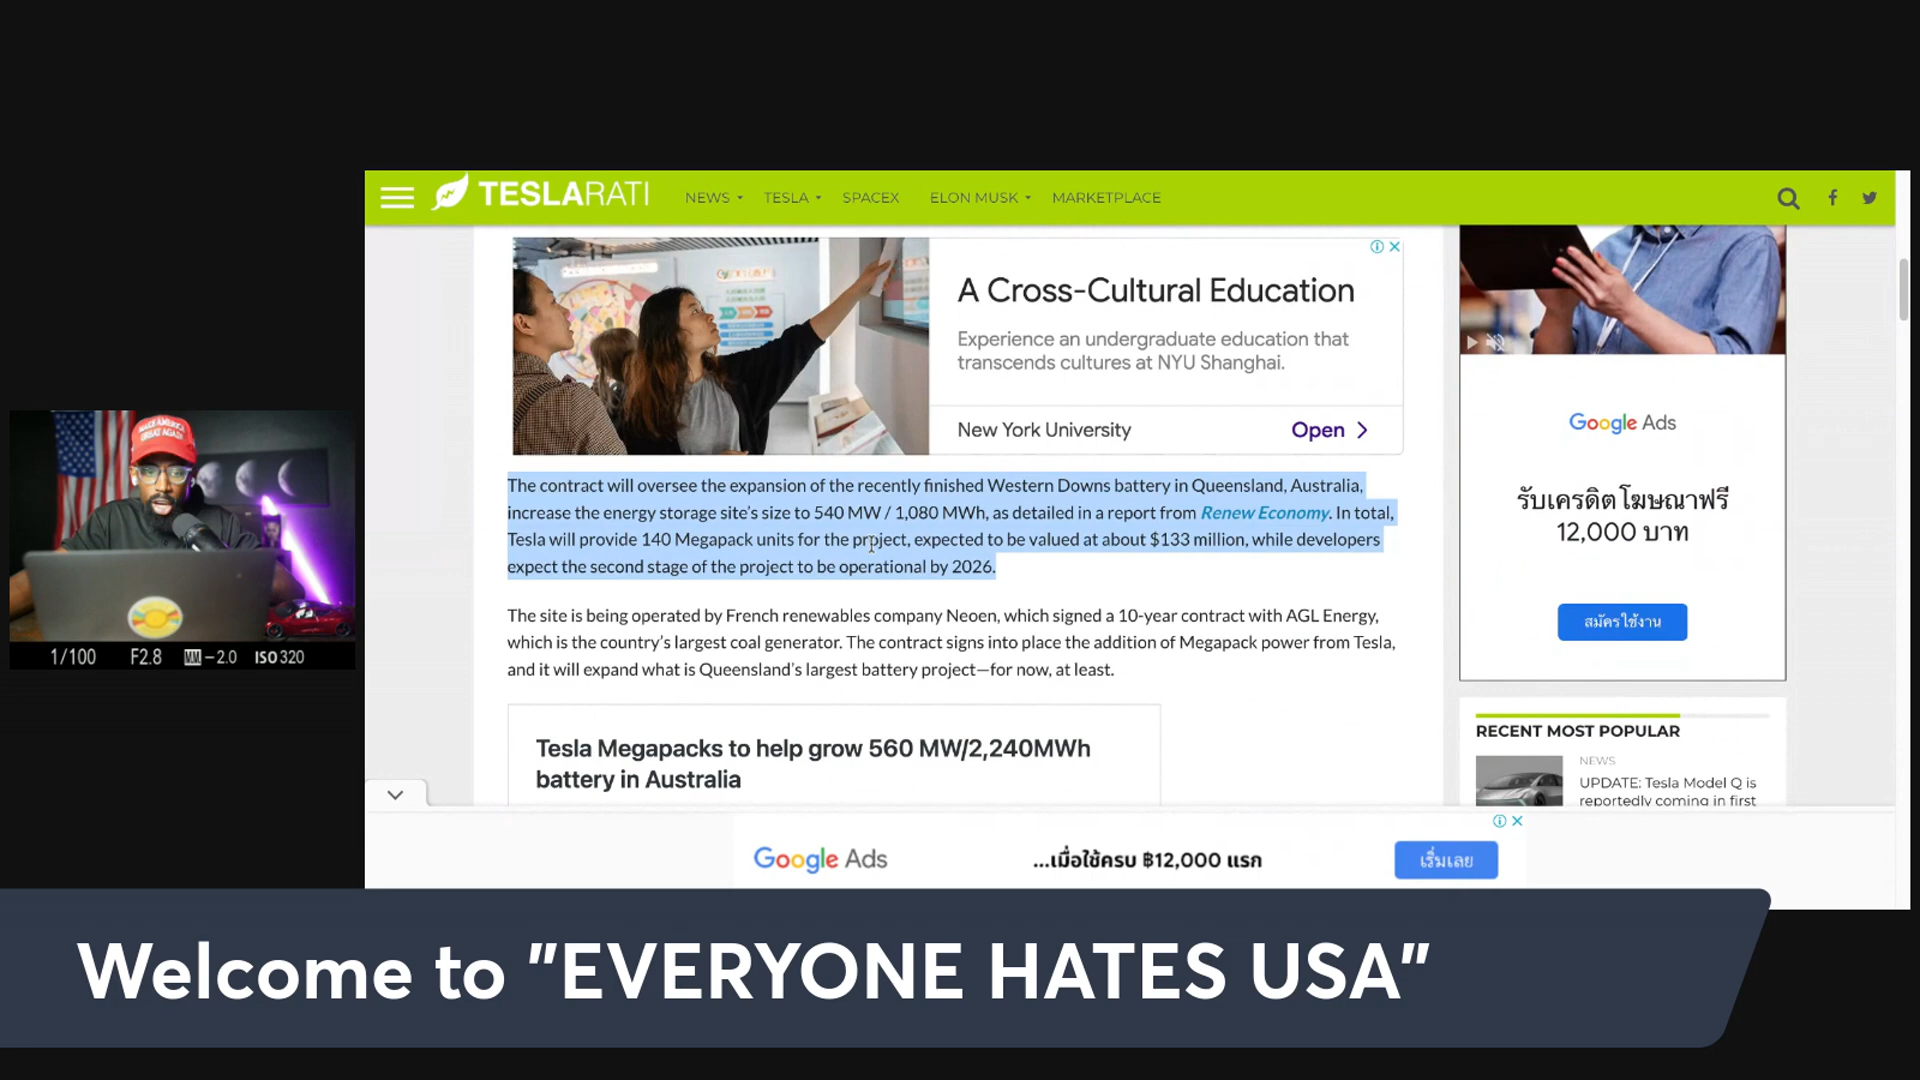 TESLARATI
NEWS
TESLA
SPACEX
ELON MUSK
MARKETPLACE
A Cross-Cultural Education
Experience an undergraduate education that
transcends cultures at NYU Shanghai.
New York University
Open
Google Ads
รับเครดิตโฆษณาฟรี
12,000 บาท
สมัครใช้งาน
MAKE AMERICA
GREAT AGAIN
1/100 F2.8 MM -2.0 ISO 320
The contract will oversee the expansion of the recently finished Western Downs battery in Queensland, Australia,
increase the energy storage site's size to 540 MW / 1,080 MWh, as detailed in a report from Renew Economy. In total,
Tesla will provide 140 Megapack units for the project, expected to be valued at about $133 million, while developers
expect the second stage of the project to be operational by 2026.
The site is being operated by French renewables company Neoen, which signed a 10-year contract with AGL Energy,
which is the country's largest coal generator. The contract signs into place the addition of Megapack power from Tesla,
and it will expand what is Queensland's largest battery project—for now, at least.
Tesla Megapacks to help grow 560 MW/2,240MWh
battery in Australia
RECENT MOST POPULAR
NEWS
UPDATE: Tesla Model Q is
reportedly coming in first
Google Ads
...เมื่อใช้ครบ ฿12,000 แรก
เริ่มเลย
Welcome to "EVERYONE HATES USA"